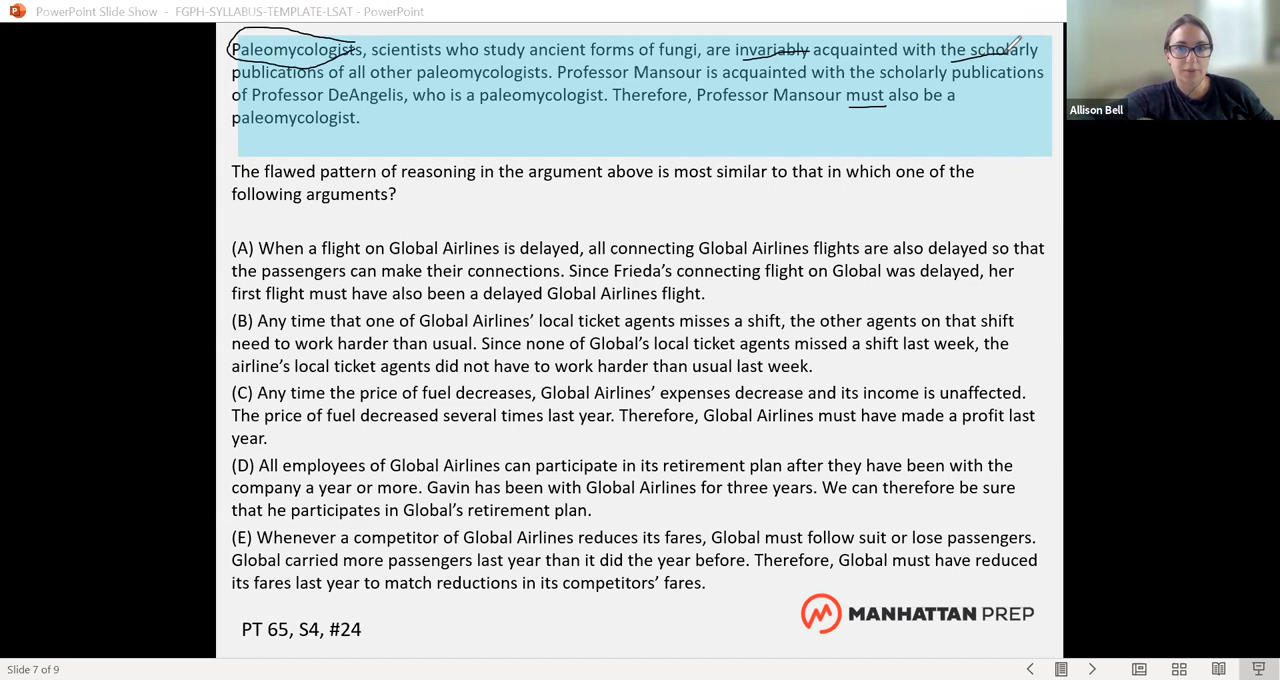 PowerPoint Slide Show - FGPH-SYLLABUS-TEMPLATE-LSAT - PowerPoint
Paleomycologists, scientists who study ancient forms of fungi, are invariably acquainted with the scholarly
publications of all other paleomycologists. Professor Mansour is acquainted with the scholarly publications
of Professor DeAngelis, who is a paleomycologist. Therefore, Professor Mansour must also be a
paleomycologist.
Allison Bell
The flawed pattern of reasoning in the argument above is most similar to that in which one of the
following arguments?
(A) When a flight on Global Airlines is delayed, all connecting Global Airlines flights are also delayed so that
the passengers can make their connections. Since Frieda's connecting flight on Global was delayed, her
first flight must have also been a delayed Global Airlines flight.
(B) Any time that one of Global Airlines' local ticket agents misses a shift, the other agents on that shift
need to work harder than usual. Since none of Global's local ticket agents missed a shift last week, the
airline's local ticket agents did not have to work harder than usual last week.
(C) Any time the price of fuel decreases, Global Airlines' expenses decrease and its income is unaffected.
The price of fuel decreased several times last year. Therefore, Global Airlines must have made a profit last
year.
(D) All employees of Global Airlines can participate in its retirement plan after they have been with the
company a year or more. Gavin has been with Global Airlines for three years. We can therefore be sure
that he participates in Global's retirement plan.
(E) Whenever a competitor of Global Airlines reduces its fares, Global must follow suit or lose passengers.
Global carried more passengers last year than it did the year before. Therefore, Global must have reduced
its fares last year to match reductions in its competitors' fares.
MANHATTAN PREP
PT 65, S4, #24
Slide 7 of 9